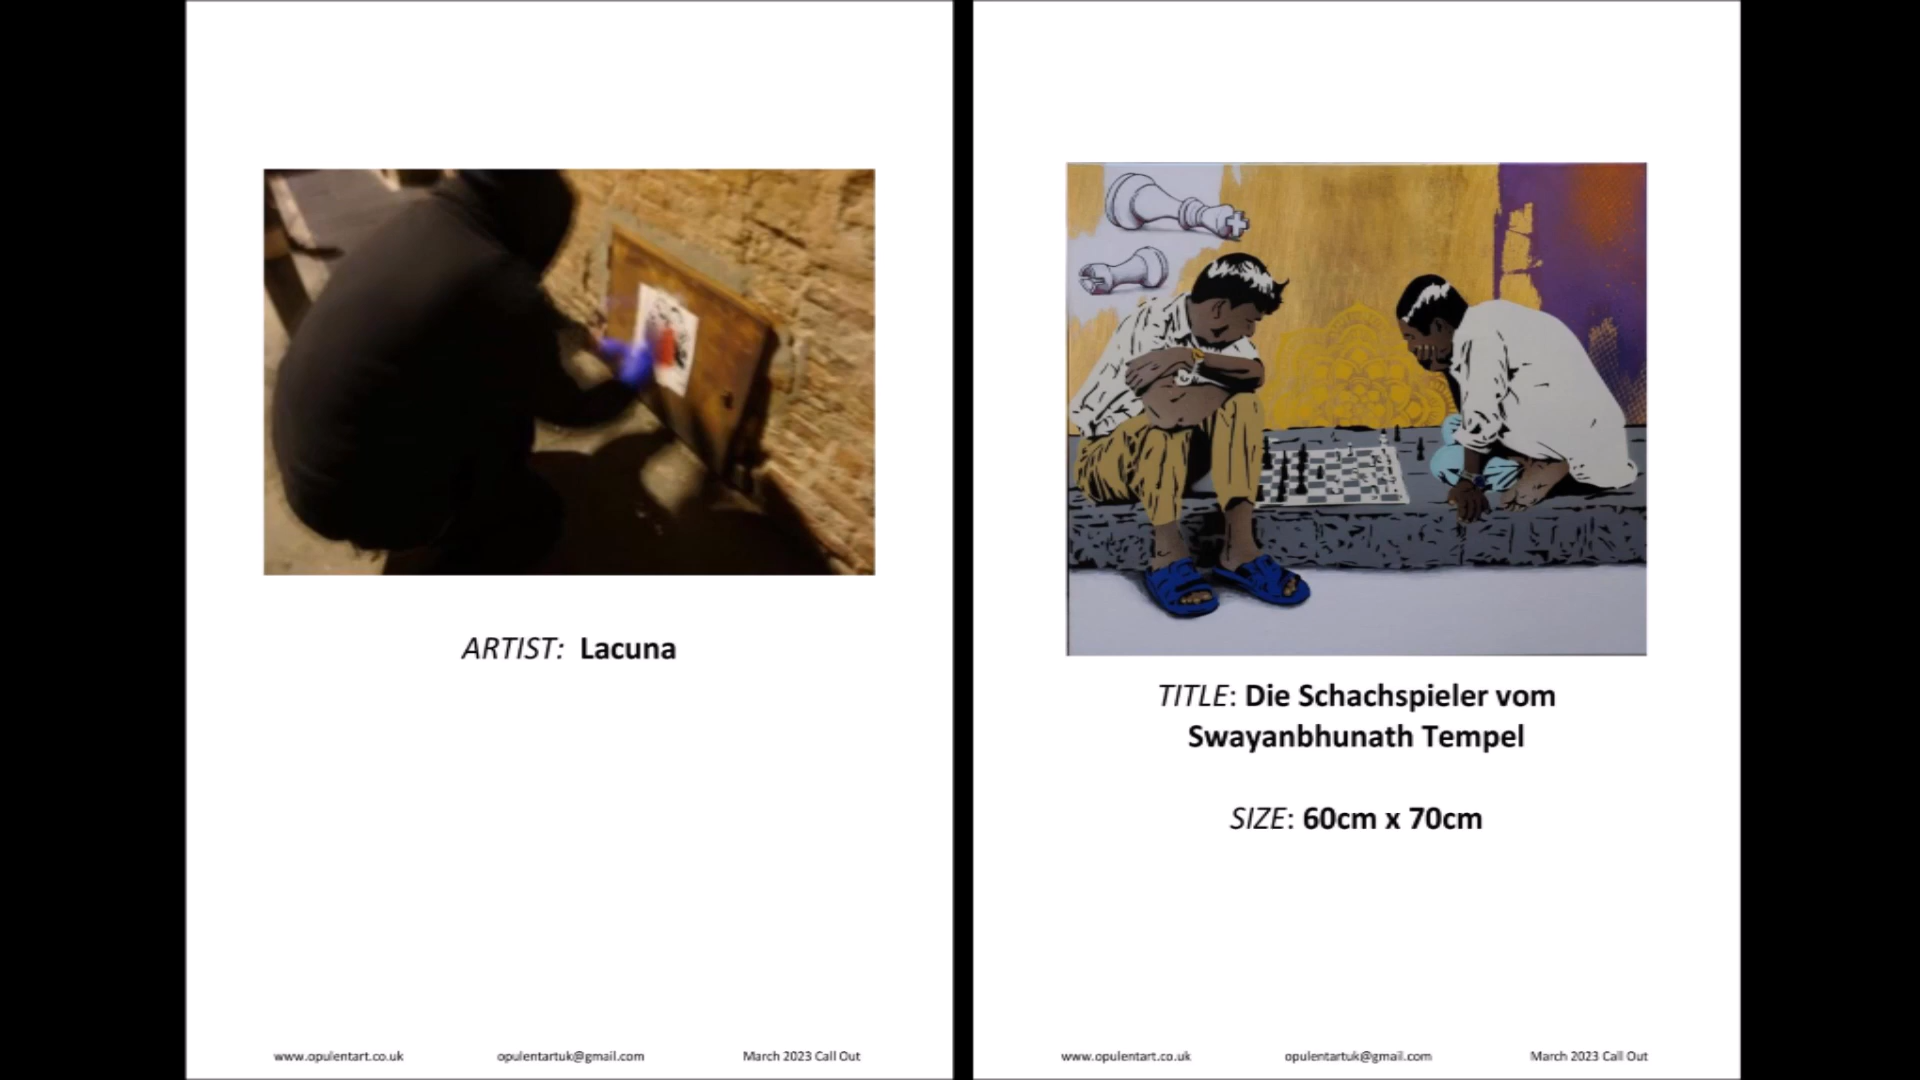 ARTIST: Lacuna
www.opulentart.co.uk opulentartuk@gmail.com March 2023 Call Out
TITLE: Die Schachspieler vom
Swayanbhunath Tempel
SIZE: 60cm x 70cm
www.opulentart.co.uk opulentartuk@gmail.com March 2023 Call Out